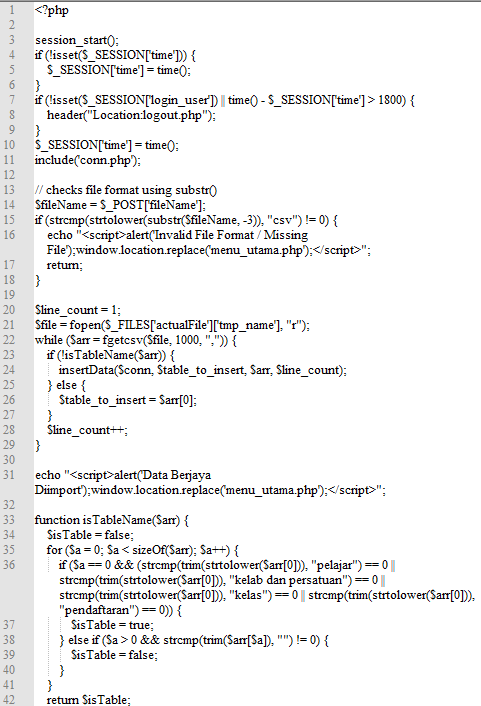 1 <?php
2
3 session_start();
4 if (!isset($_SESSION['time'])) {
5 $_SESSION['time'] = time();
6 }
7 if (!isset($_SESSION['login_user']) || time() - $_SESSION['time'] > 1800) {
8 header("Location:logout.php");
9 }
10 $_SESSION['time'] = time();
11 include('conn.php');
12
13 // checks file format using substr()
14 $fileName = $_POST['fileName'];
15 if (strcmp(strtolower(substr($fileName, -3)), "csv") != 0) {
16 echo "<script>alert('Invalid File Format / Missing
File');window.location.replace('menu_utama.php');</script>";
17 return;
18 }
19
20 $line_count = 1;
21 $file = fopen($_FILES['actualFile']['tmp_name'], "r");
22 while ($arr = fgetcsv($file, 1000, ",")) {
23 if (!isTableName($arr)) {
24 insertData($conn, $table_to_insert, $arr, $line_count);
25 } else {
26 $table_to_insert = $arr[0];
27 }
28 $line_count++;
29 }
30
31 echo "<script>alert('Data Berjaya
Diimport');window.location.replace('menu_utama.php');</script>";
32
33 function isTableName($arr) {
34 $isTable = false;
35 for ($a = 0; $a < sizeOf($arr); $a++) {
36 if ($a == 0 && (strcmp(trim(strtolower($arr[0])), "pelajar") == 0 ||
strcmp(trim(strtolower($arr[0])), "kelab dan persatuan") == 0 ||
strcmp(trim(strtolower($arr[0])), "kelas") == 0 || strcmp(trim(strtolower($arr[0])),
"pendaftaran") == 0)) {
37 $isTable = true;
38 } else if ($a > 0 && strcmp(trim($arr[$a]), "") != 0) {
39 $isTable = false;
40 }
41 }
42 return $isTable;